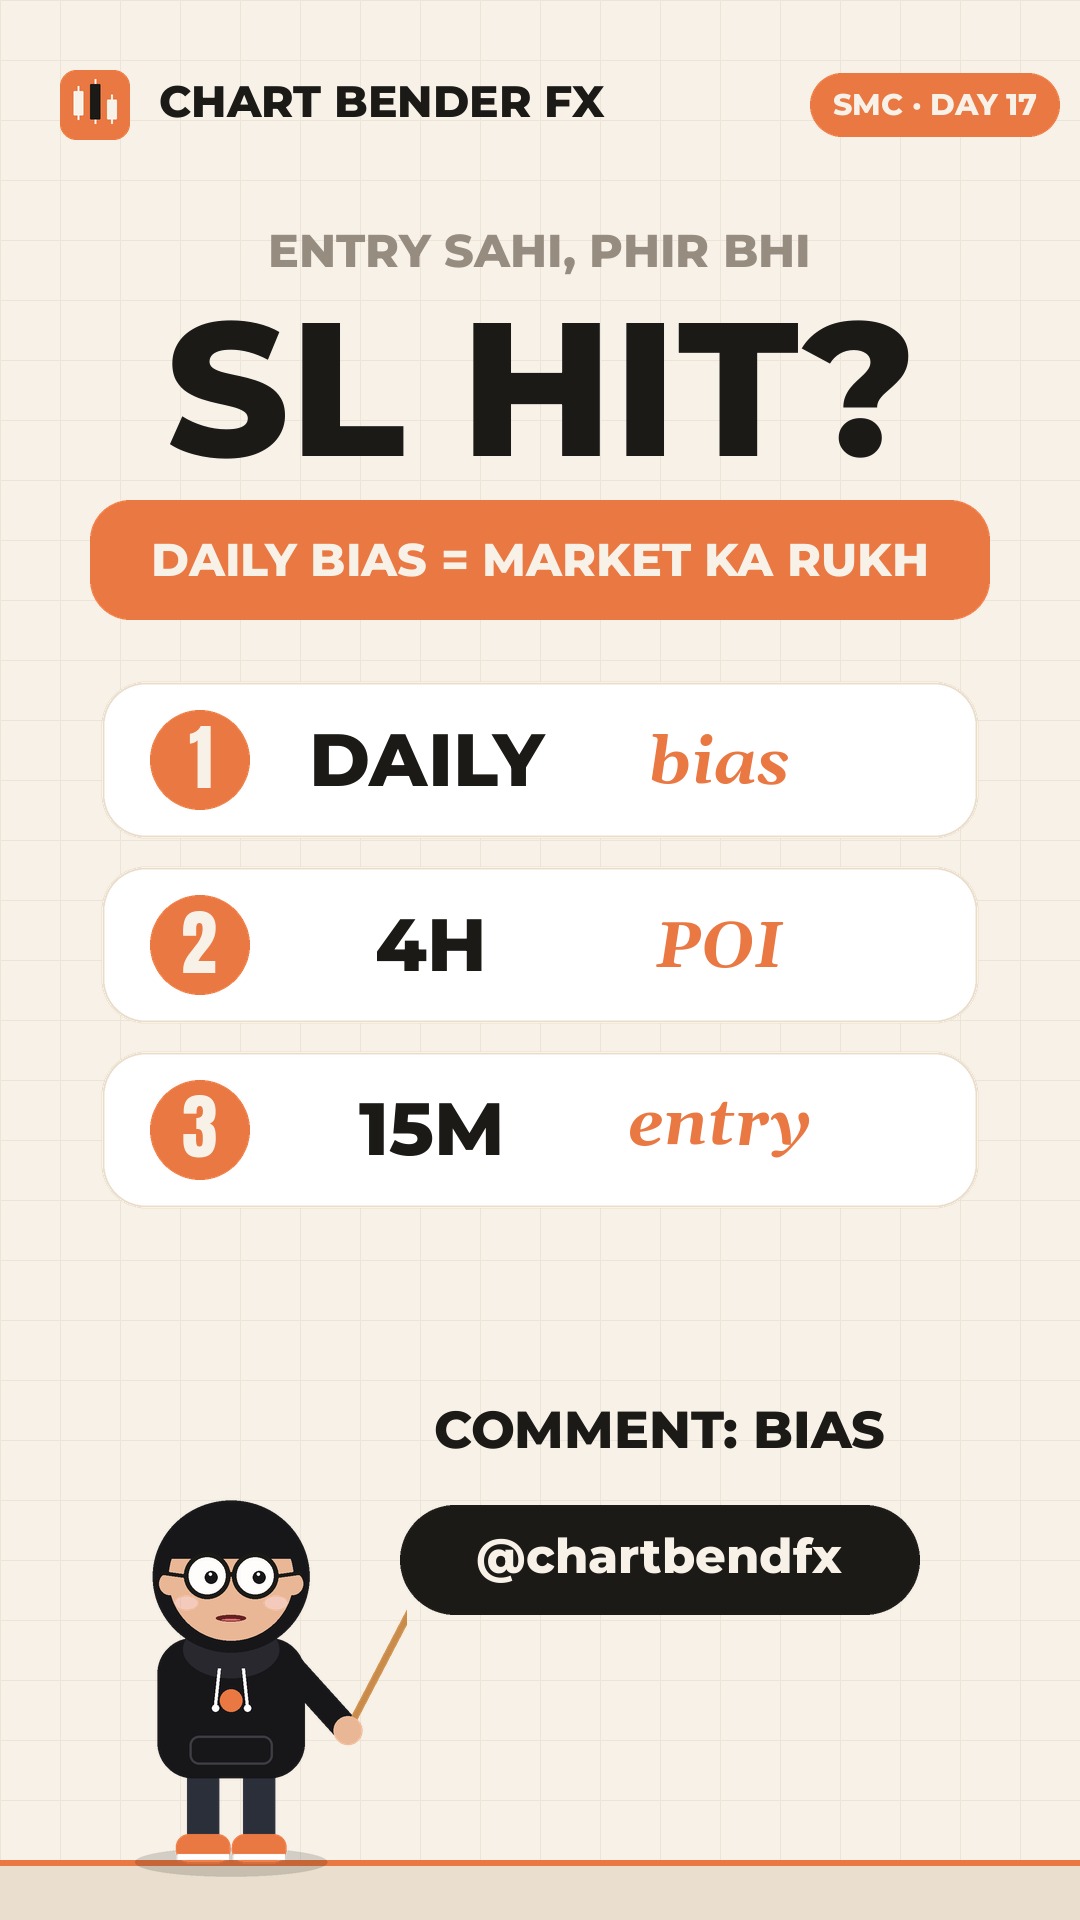 CHART BENDER FX
SMC • DAY 17
ENTRY SAHI, PHIR BHI
SL HIT?
DAILY BIAS = MARKET KA RUKH
1 DAILY bias
2 4H POI
3 15M entry
COMMENT: BIAS
@chartbendfx